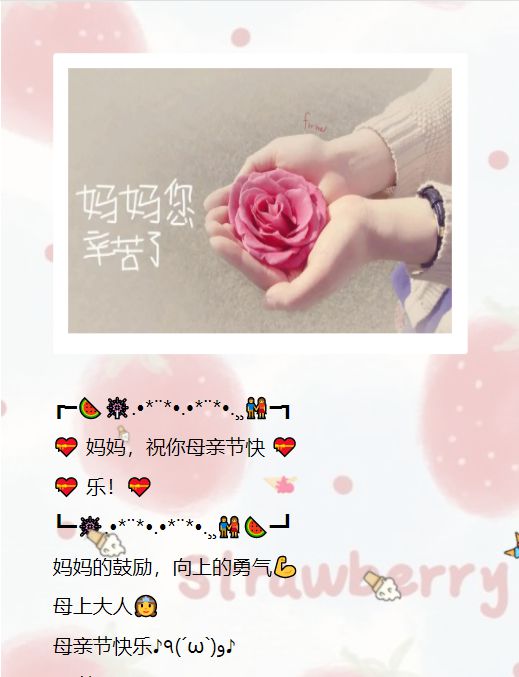 妈妈您
辛苦了
┏━🍉🎆.•*¨*•.•*¨*•.¸¸👫━┓
💝 妈妈，祝你母亲节快 💝
💝 乐！💝
┗━🎆.•*¨*•.•*¨*•.¸¸👫🍉━┛
Strawberry
妈妈的鼓励，向上的勇气💪
母上大人👩
母亲节快乐♪٩(´ω`)و♪